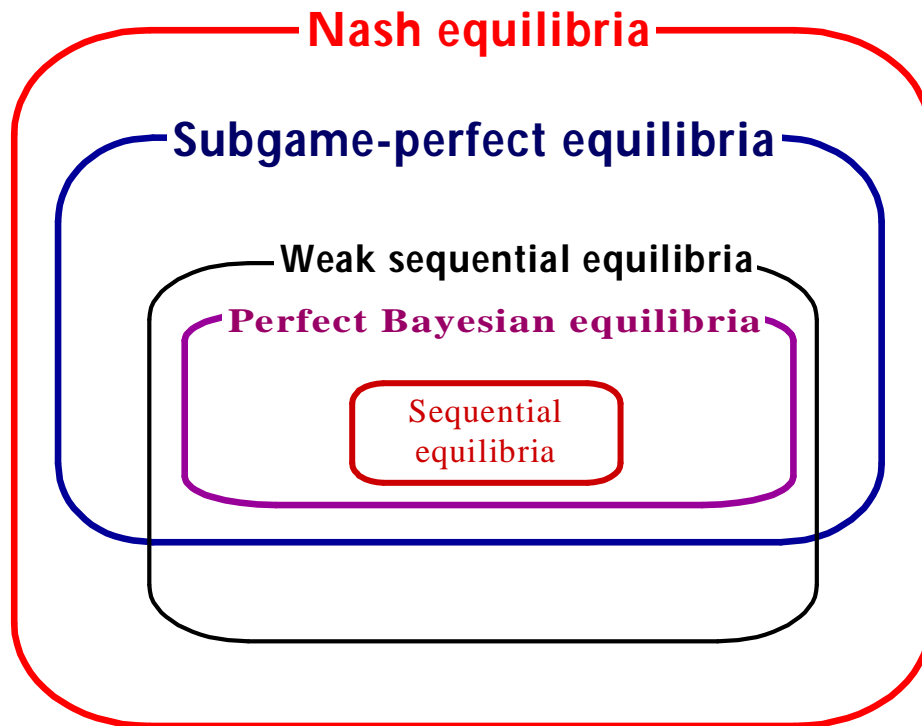 Nash equilibria
Subgame-perfect equilibria
Weak sequential equilibria
Perfect Bayesian equilibria
Sequential
equilibria